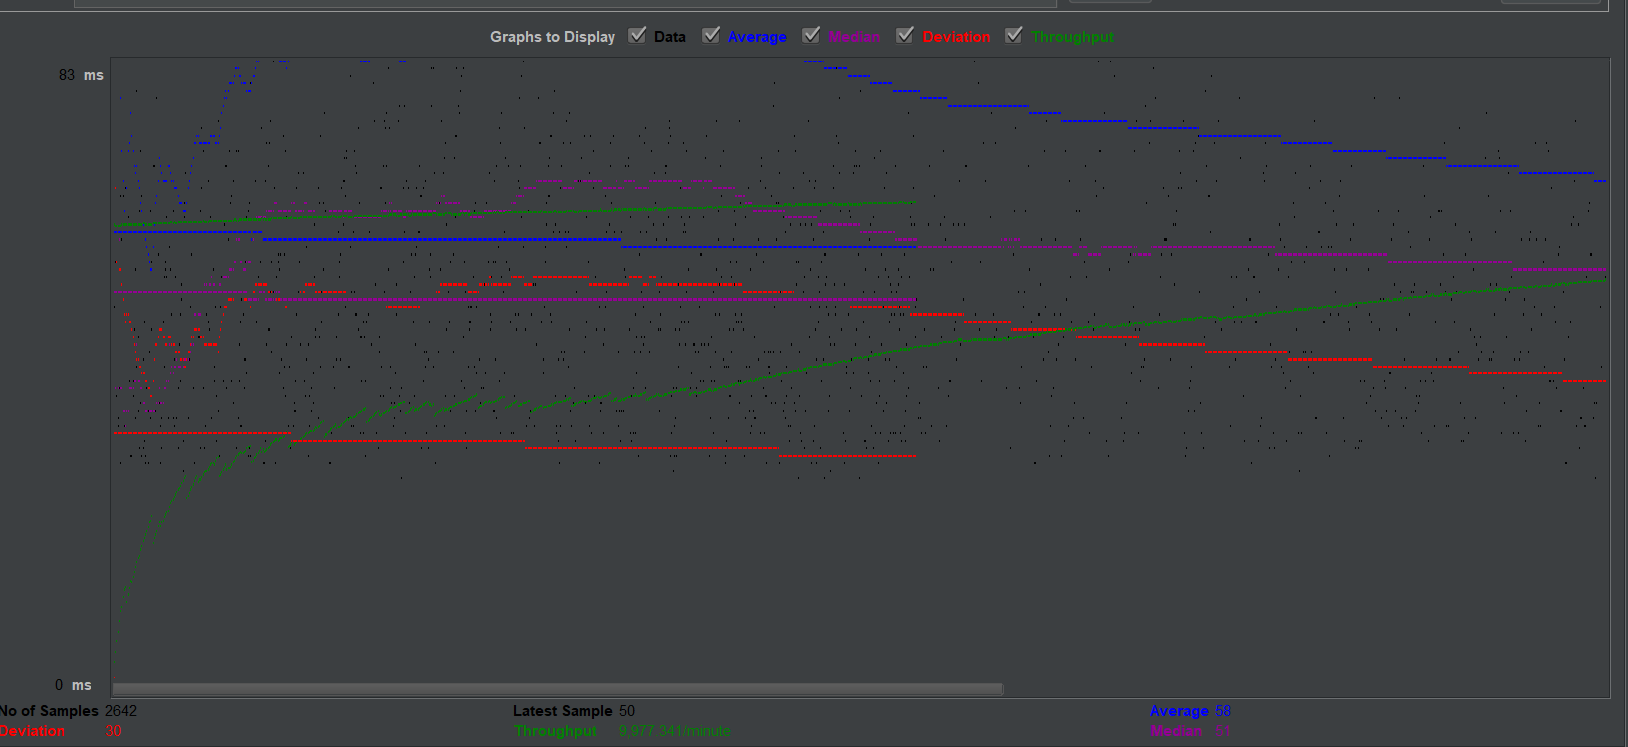 Graphs to Display Data Average Median Deviation Throughput
83 ms
0 ms
No of Samples 2642 Latest Sample 50 Average 58
Deviation 30 Throughput 9,977.341/minute Median